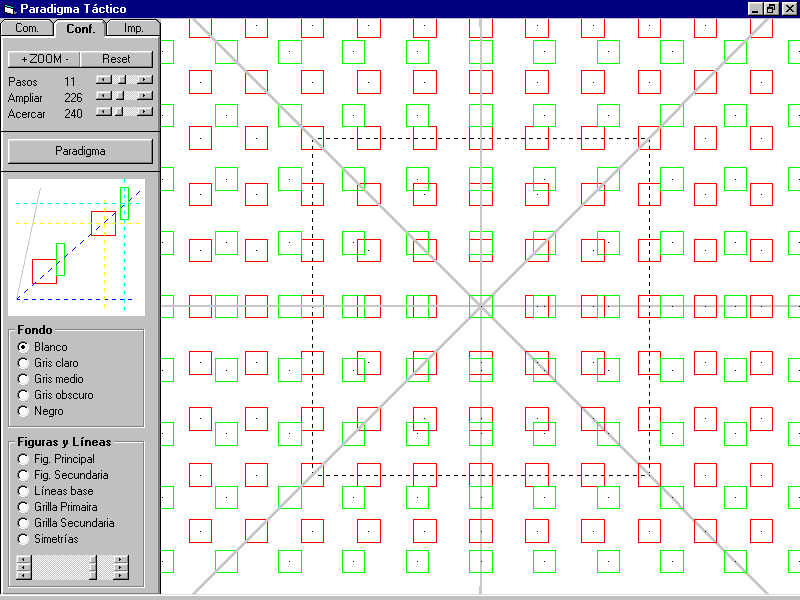 Paradigma Táctico
Com. Conf. Imp.
+ ZOOM - Reset
Pasos 11
Ampliar 226
Acercar 240
Paradigma
Fondo
Blanco
Gris claro
Gris medio
Gris obscuro
Negro
Figuras y Líneas
Fig. Principal
Fig. Secundaria
Líneas base
Grilla Primaira
Grilla Secundaria
Simetrías